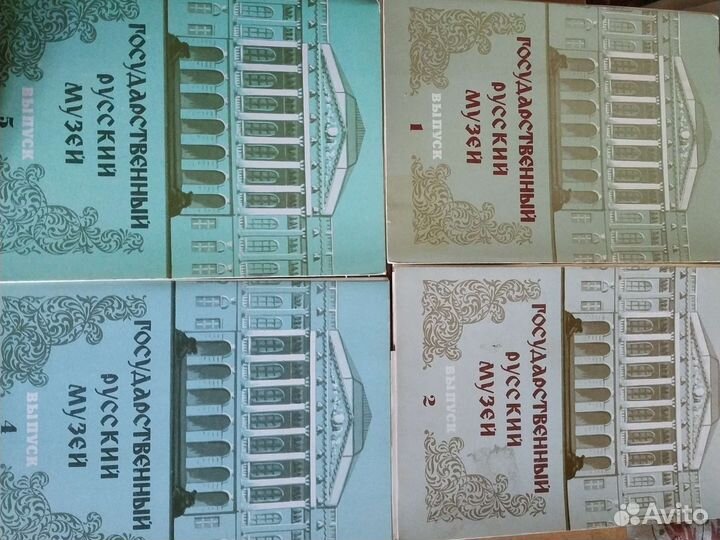 ГОСУДАРСТВЕННЫЙ
РУССКИЙ
МУЗЕЙ
ВЫПУСК
5
ГОСУДАРСТВЕННЫЙ
РУССКИЙ
МУЗЕЙ
ВЫПУСК
1
ГОСУДАРСТВЕННЫЙ
РУССКИЙ
МУЗЕЙ
ВЫПУСК
4
ГОСУДАРСТВЕННЫЙ
РУССКИЙ
МУЗЕЙ
ВЫПУСК
2
Avito